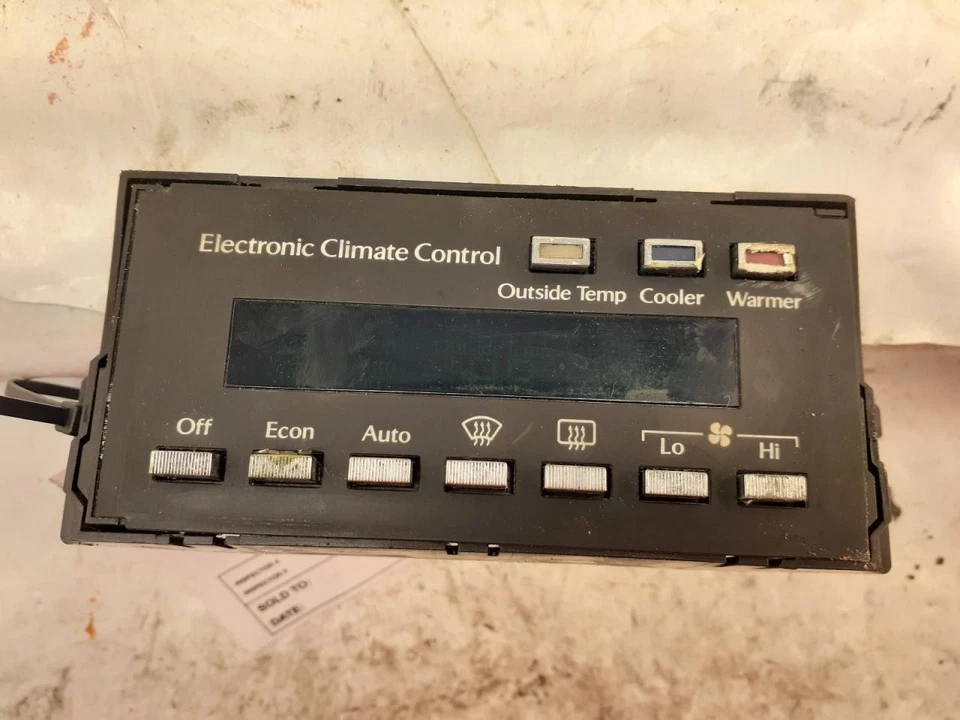 Electronic Climate Control
Outside Temp Cooler Warmer
Off Econ Auto Lo Hi
SOLD TO:
DATE: